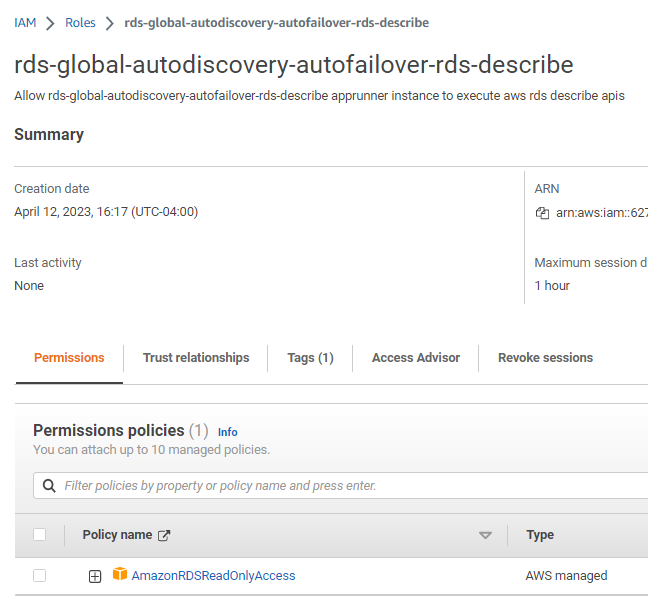 IAM > Roles > rds-global-autodiscovery-autofailover-rds-describe
rds-global-autodiscovery-autofailover-rds-describe
Allow rds-global-autodiscovery-autofailover-rds-describe apprunner instance to execute aws rds describe apis
Summary
Creation date
April 12, 2023, 16:17 (UTC-04:00)
ARN
arn:aws:iam::627
Last activity
None
Maximum session d
1 hour
Permissions Trust relationships Tags (1) Access Advisor Revoke sessions
Permissions policies (1) Info
You can attach up to 10 managed policies.
Filter policies by property or policy name and press enter.
Policy name Type
AmazonRDSReadOnlyAccess AWS managed